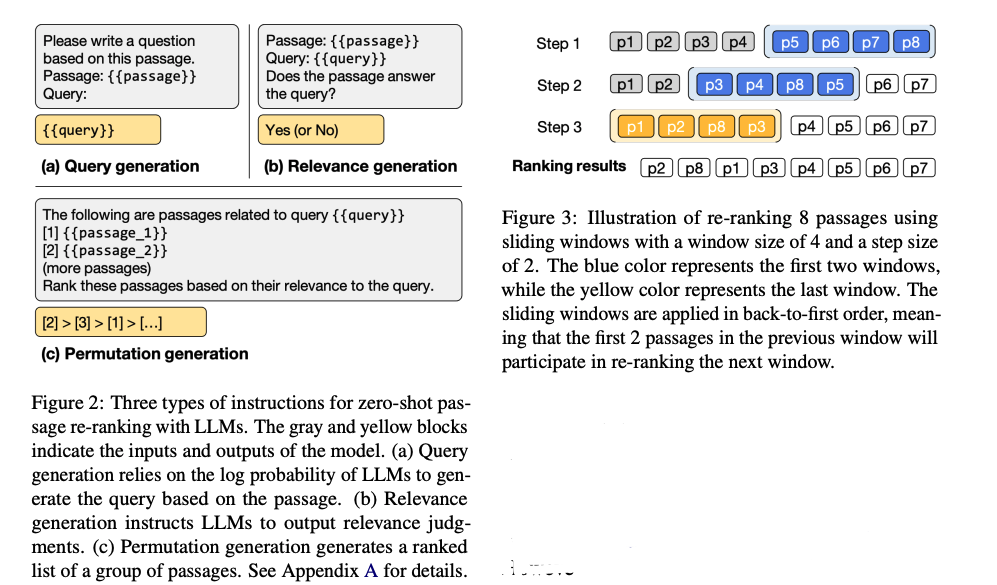 Please write a question
based on this passage.
Passage: {{passage}}
Query:
{{query}}
(a) Query generation
Passage: {{passage}}
Query: {{query}}
Does the passage answer
the query?
Yes (or No)
(b) Relevance generation
The following are passages related to query {{query}}
[1] {{passage_1}}
[2] {{passage_2}}
(more passages)
Rank these passages based on their relevance to the query.
[2] > [3] > [1] > [...]
(c) Permutation generation
Figure 2: Three types of instructions for zero-shot pas-
sage re-ranking with LLMs. The gray and yellow blocks
indicate the inputs and outputs of the model. (a) Query
generation relies on the log probability of LLMs to gen-
erate the query based on the passage. (b) Relevance
generation instructs LLMs to output relevance judg-
ments. (c) Permutation generation generates a ranked
list of a group of passages. See Appendix A for details.
Step 1 p1 p2 p3 p4 p5 p6 p7 p8
Step 2 p1 p2 p3 p4 p8 p5 p6 p7
Step 3 p1 p2 p8 p3 p4 p5 p6 p7
Ranking results p2 p8 p1 p3 p4 p5 p6 p7
Figure 3: Illustration of re-ranking 8 passages using
sliding windows with a window size of 4 and a step size
of 2. The blue color represents the first two windows,
while the yellow color represents the last window. The
sliding windows are applied in back-to-first order, mean-
ing that the first 2 passages in the previous window will
participate in re-ranking the next window.